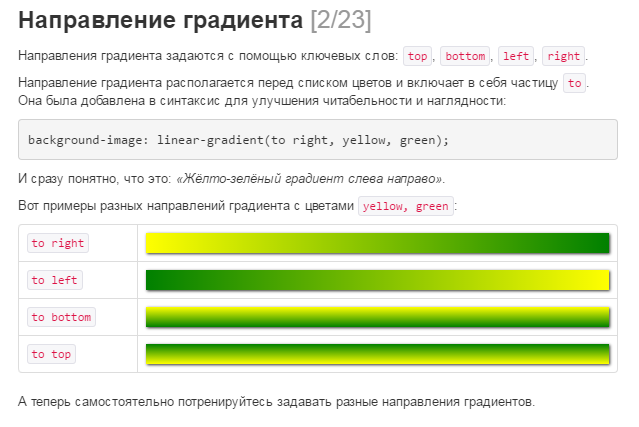 Направление градиента [2/23]
Направления градиента задаются с помощью ключевых слов: top, bottom, left, right.
Направление градиента располагается перед списком цветов и включает в себя частицу to.
Она была добавлена в синтаксис для улучшения читабельности и наглядности:
background-image: linear-gradient(to right, yellow, green);
И сразу понятно, что это: «Жёлто-зелёный градиент слева направо».
Вот примеры разных направлений градиента с цветами yellow, green:
to right
to left
to bottom
to top
А теперь самостоятельно потренируйтесь задавать разные направления градиентов.